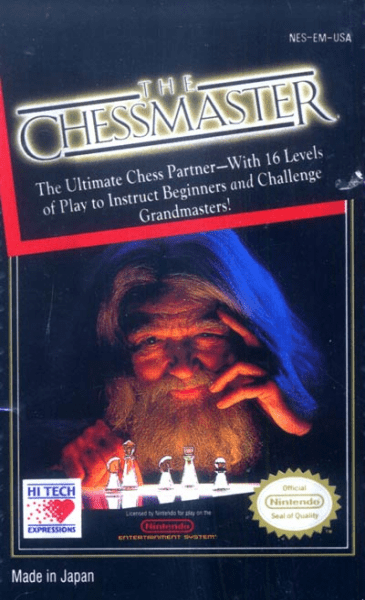 NES-EM-USA
THE
CHESSMASTER
The Ultimate Chess Partner—With 16 Levels
of Play to Instruct Beginners and Challenge
Grandmasters!
HI TECH
EXPRESSIONS
Licensed by Nintendo for play on the
Nintendo
ENTERTAINMENT SYSTEM
Official
Nintendo
Seal of Quality
Made in Japan